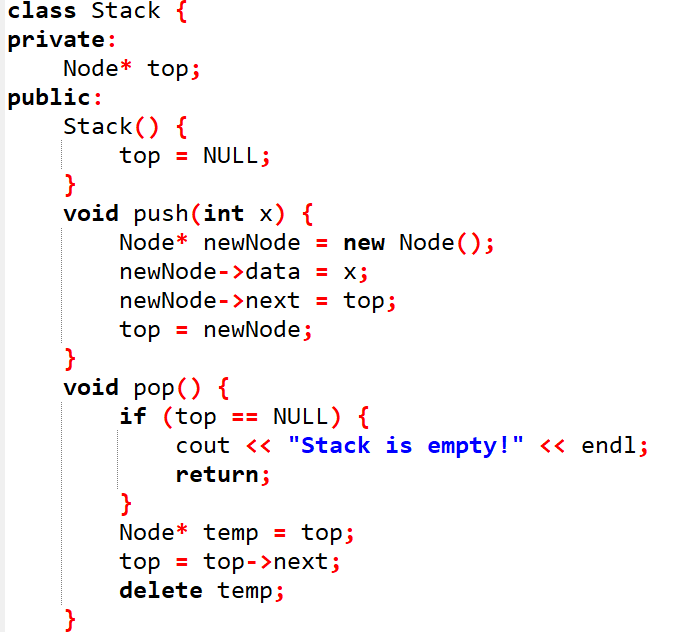 class Stack {
private:
    Node* top;
public:
    Stack() {
        top = NULL;
    }
    void push(int x) {
        Node* newNode = new Node();
        newNode->data = x;
        newNode->next = top;
        top = newNode;
    }
    void pop() {
        if (top == NULL) {
            cout << "Stack is empty!" << endl;
            return;
        }
        Node* temp = top;
        top = top->next;
        delete temp;
    }